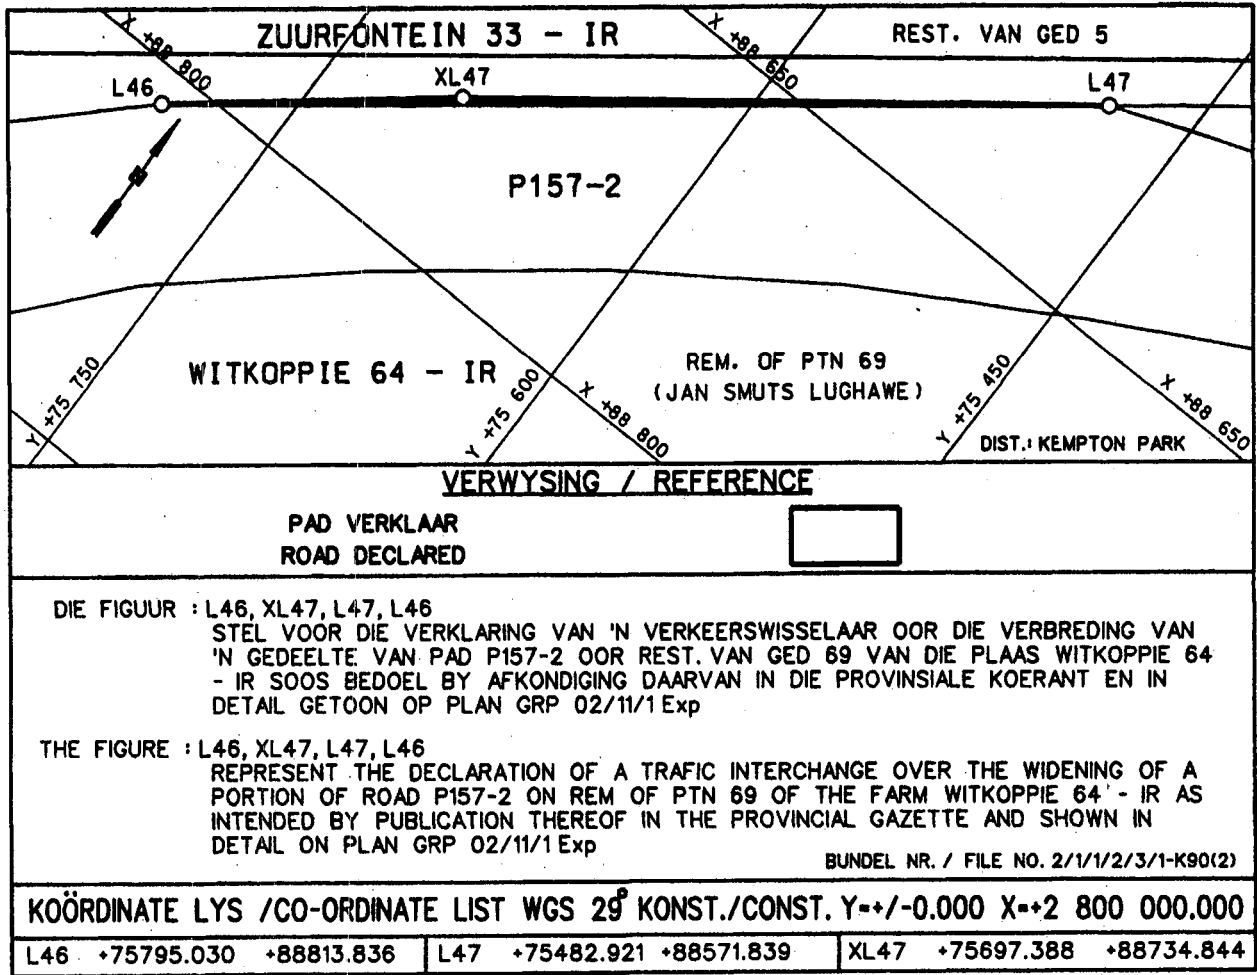 ZUURFONTEIN 33 - IR
REST. VAN GED 5
X +88 800
X +88 650
L46
XL47
L47
P157-2
WITKOPPIE 64 - IR
REM. OF PTN 69
(JAN SMUTS LUGHAWE)
Y +75 750
Y +75 600
X +88 800
Y +75 450
X +88 650
DIST.: KEMPTON PARK
VERWYSING / REFERENCE
PAD VERKLAAR
ROAD DECLARED
DIE FIGUUR : L46, XL47, L47, L46
STEL VOOR DIE VERKLARING VAN 'N VERKEERSWISSELAAR OOR DIE VERBREDING VAN
'N GEDEELTE VAN PAD P157-2 OOR REST. VAN GED 69 VAN DIE PLAAS WITKOPPIE 64
- IR SOOS BEDOEL BY AFKONDIGING DAARVAN IN DIE PROVINSIALE KOERANT EN IN
DETAIL GETOON OP PLAN GRP 02/11/1 Exp
THE FIGURE : L46, XL47, L47, L46
REPRESENT THE DECLARATION OF A TRAFIC INTERCHANGE OVER THE WIDENING OF A
PORTION OF ROAD P157-2 ON REM OF PTN 69 OF THE FARM WITKOPPIE 64 - IR AS
INTENDED BY PUBLICATION THEREOF IN THE PROVINCIAL GAZETTE AND SHOWN IN
DETAIL ON PLAN GRP 02/11/1 Exp
BUNDEL NR. / FILE NO. 2/1/1/2/3/1-K90(2)
KOÖRDINATE LYS /CO-ORDINATE LIST WGS 29° KONST./CONST. Y=+/-0.000 X=+2 800 000.000
L46 +75795.030 +88813.836 L47 +75482.921 +88571.839 XL47 +75697.388 +88734.844